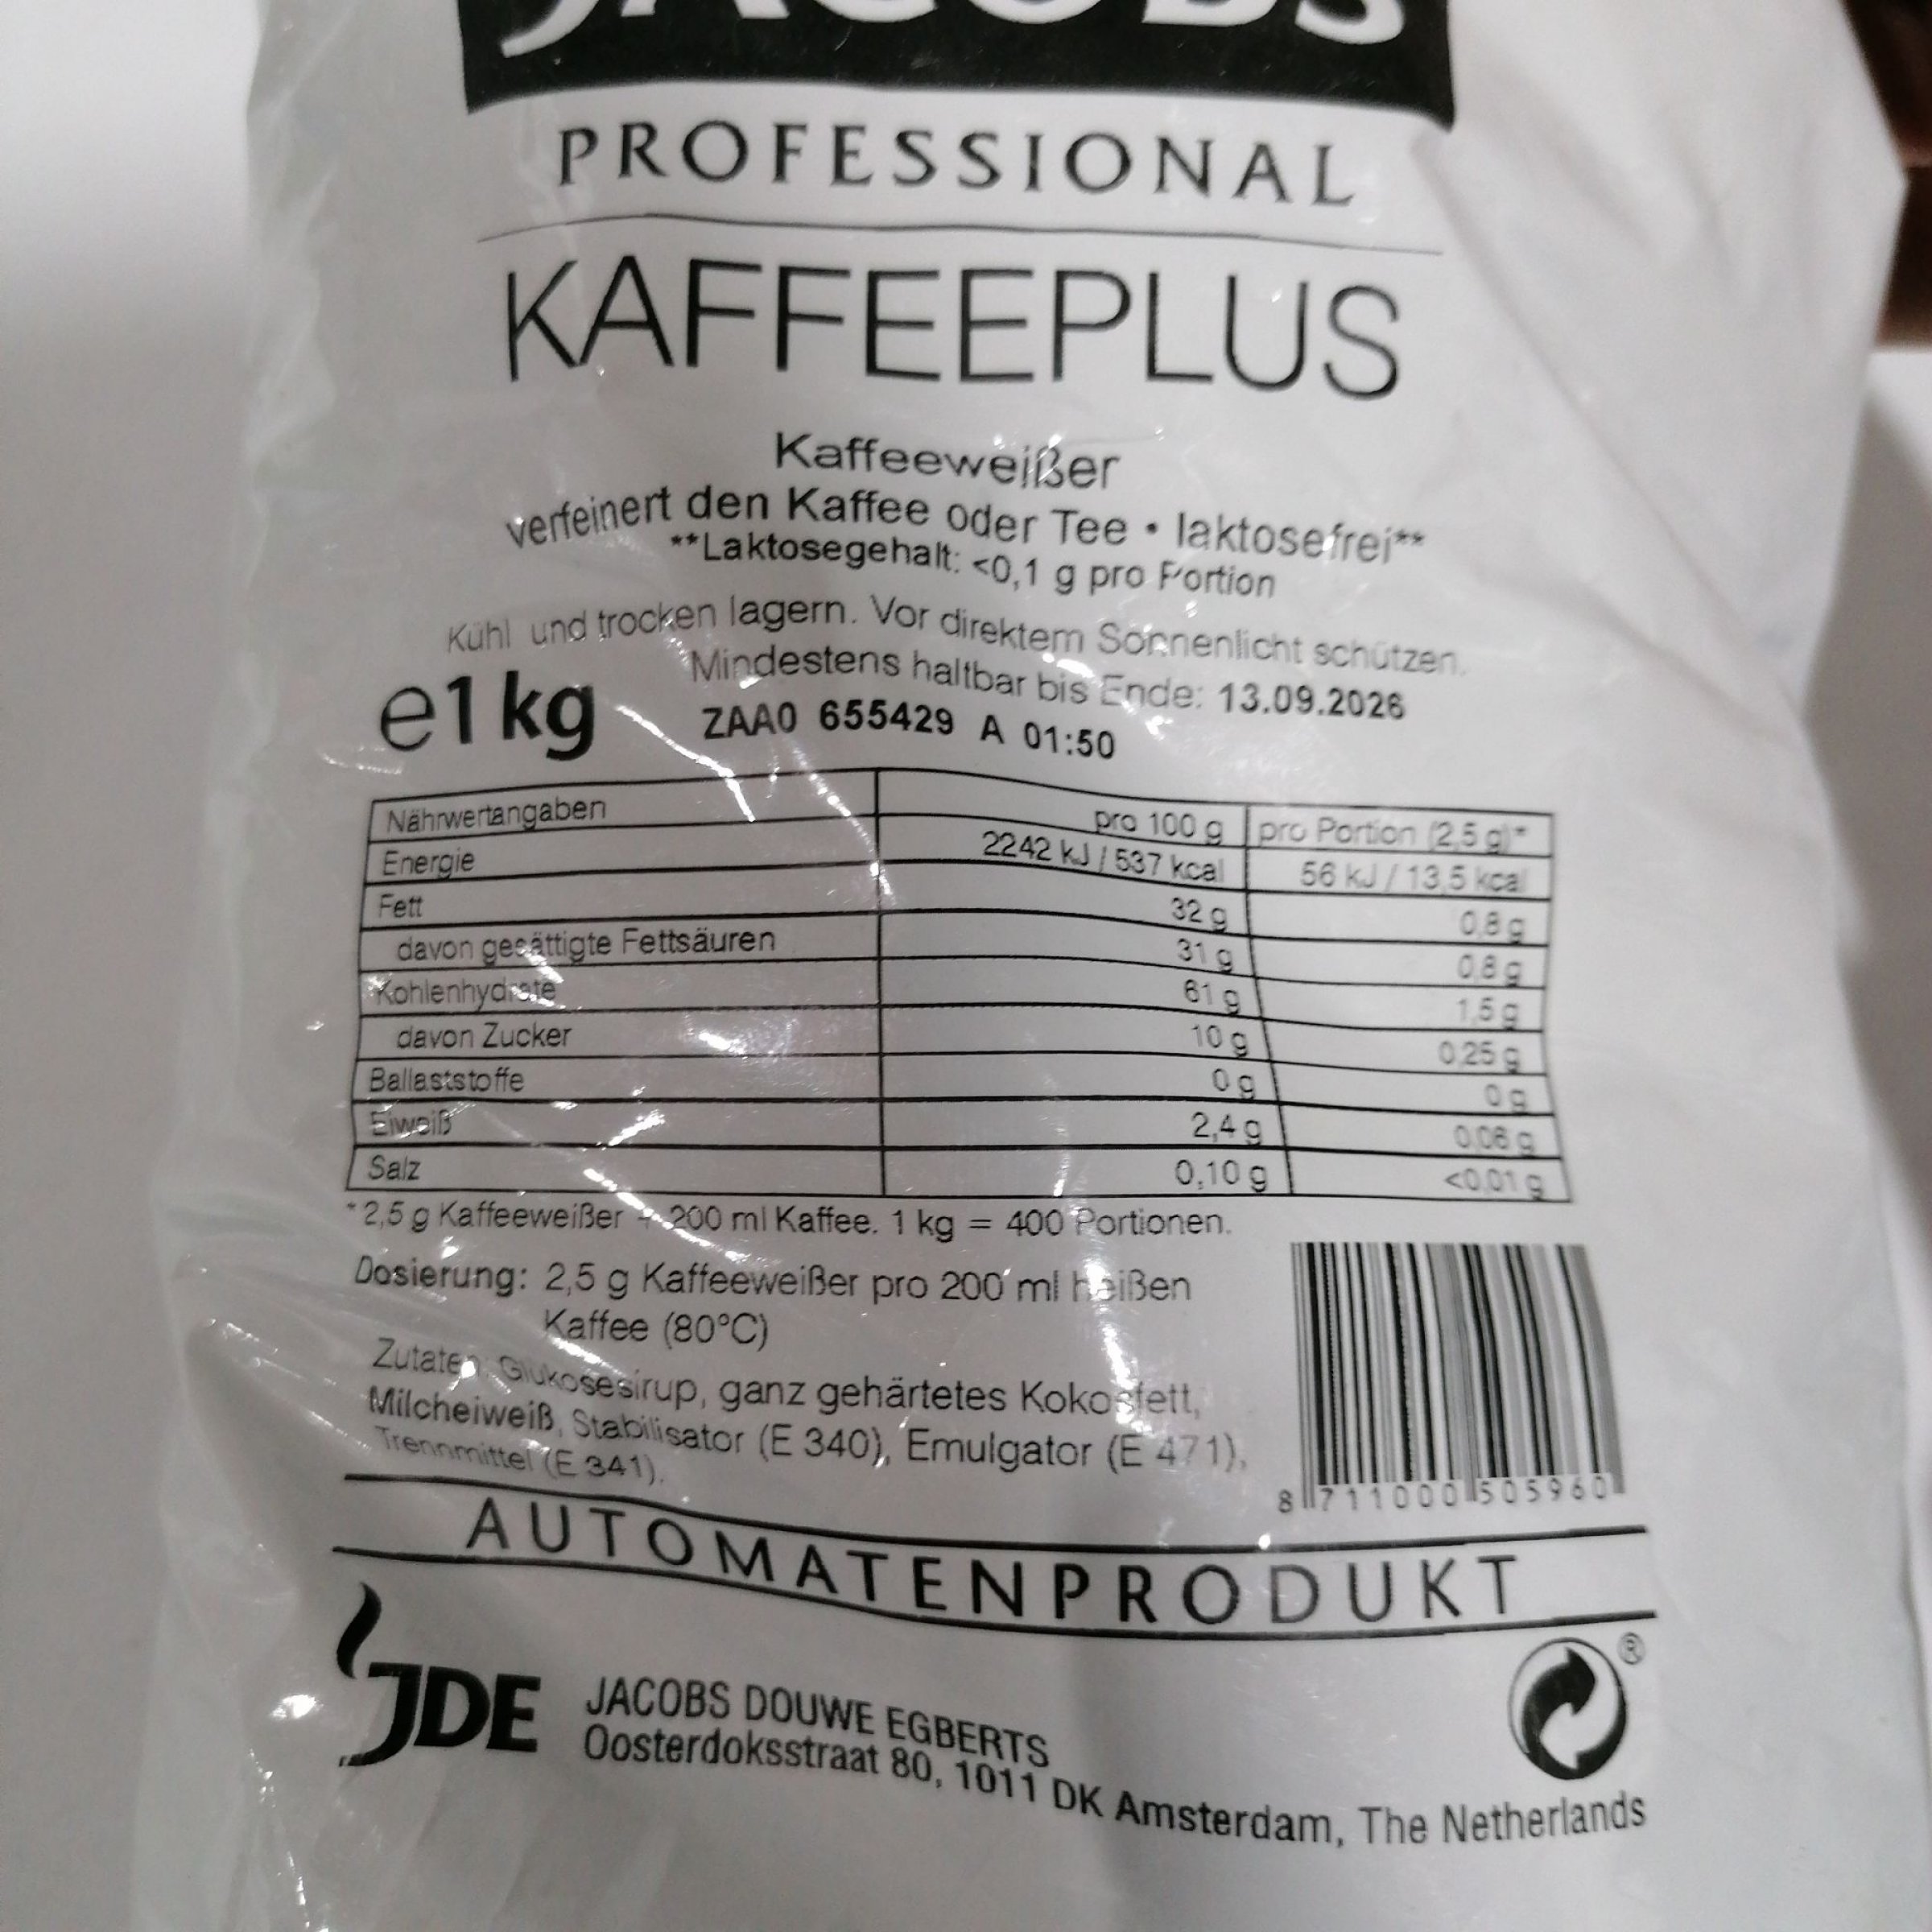 JACOBS
PROFESSIONAL
KAFFEEPLUS
Kaffeeweißer
verfeinert den Kaffee oder Tee • laktosefrei**
**Laktosegehalt: <0,1 g pro Portion
Kühl und trocken lagern. Vor direktem Sonnenlicht schützen.
Mindestens haltbar bis Ende: 13.09.2026
e1 kg ZAA0 655429 A 01:50
Nährwertangaben pro 100 g pro Portion (2,5 g)*
Energie 2242 kJ / 537 kcal 56 kJ / 13,5 kcal
Fett 32 g 0,8 g
davon gesättigte Fettsäuren 31 g 0,8 g
Kohlenhydrate 61 g 1,5 g
davon Zucker 10 g 0,25 g
Ballaststoffe 0 g 0 g
Eiweiß 2,4 g 0,06 g
Salz 0,10 g <0,01 g
*2,5 g Kaffeeweißer + 200 ml Kaffee. 1 kg = 400 Portionen.
Dosierung: 2,5 g Kaffeeweißer pro 200 ml heißen
Kaffee (80°C)
Zutaten: Glukosesirup, ganz gehärtetes Kokosfett,
Milcheiweiß, Stabilisator (E 340), Emulgator (E 471),
Trennmittel (E 341).
8 711000 505960
AUTOMATENPRODUKT
®
JDE JACOBS DOUWE EGBERTS
Oosterdoksstraat 80, 1011 DK Amsterdam, The Netherlands